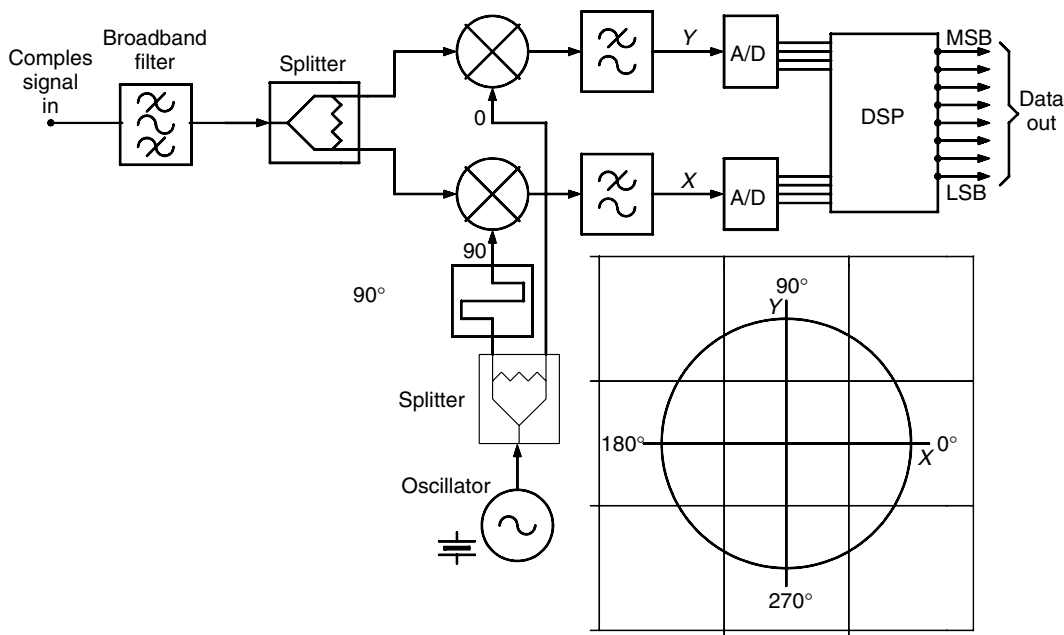 Comples
signal
in
Broadband
filter
Splitter
0
Y
A/D
DSP
MSB
Data
out
LSB
X
A/D
90
90°
Splitter
Oscillator
90°
Y
180°
X
0°
270°